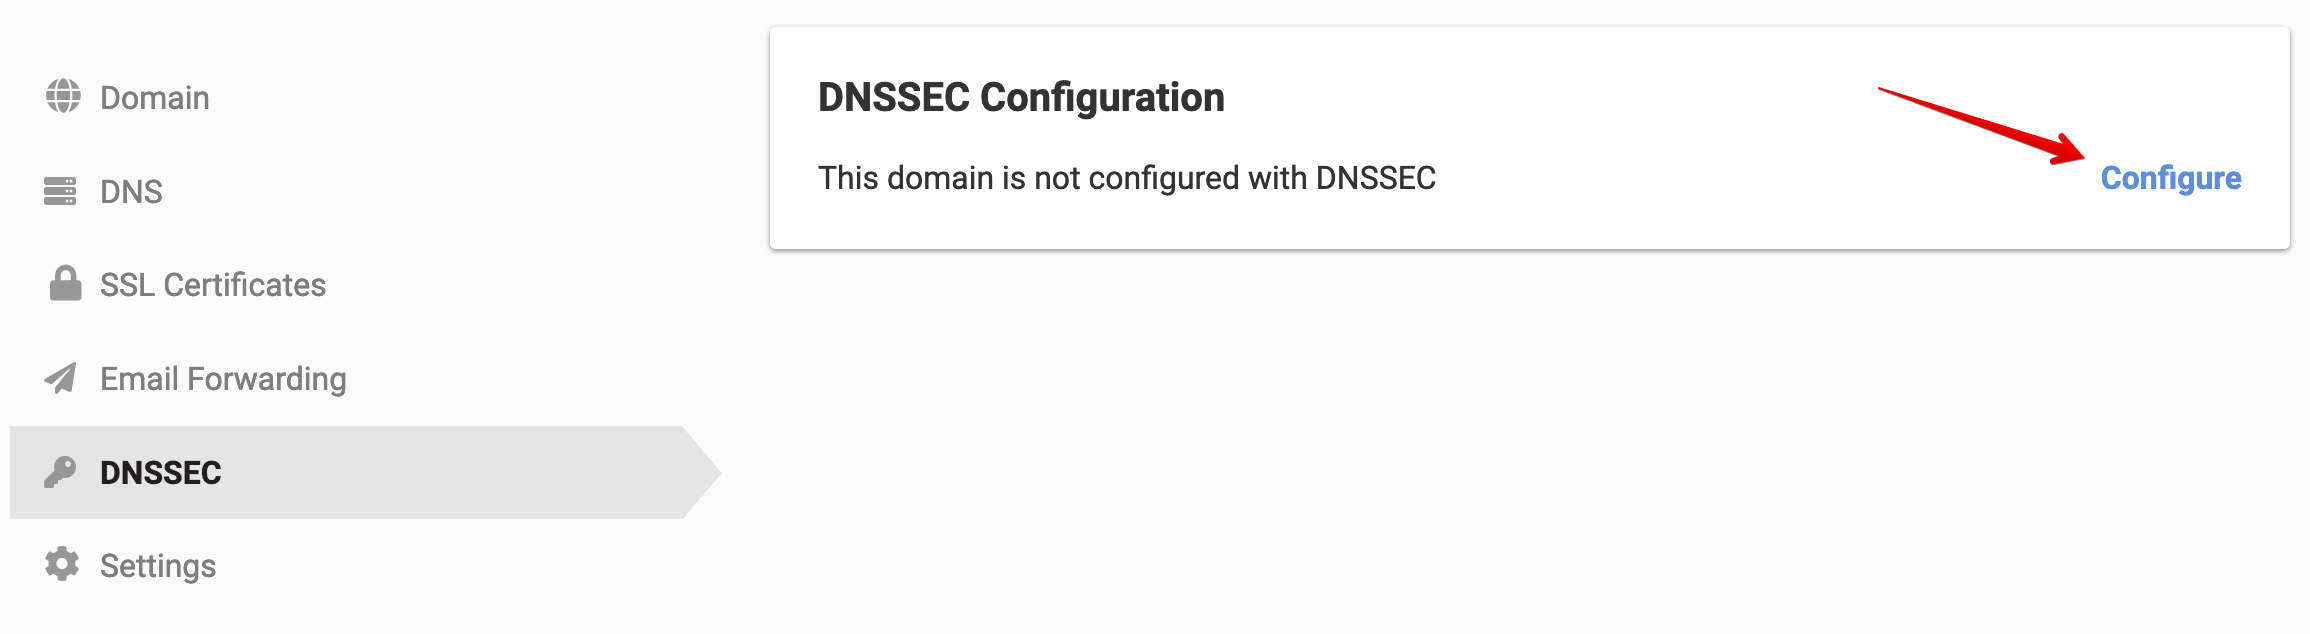 Domain
DNS
SSL Certificates
Email Forwarding
DNSSEC
Settings
DNSSEC Configuration
This domain is not configured with DNSSEC
Configure